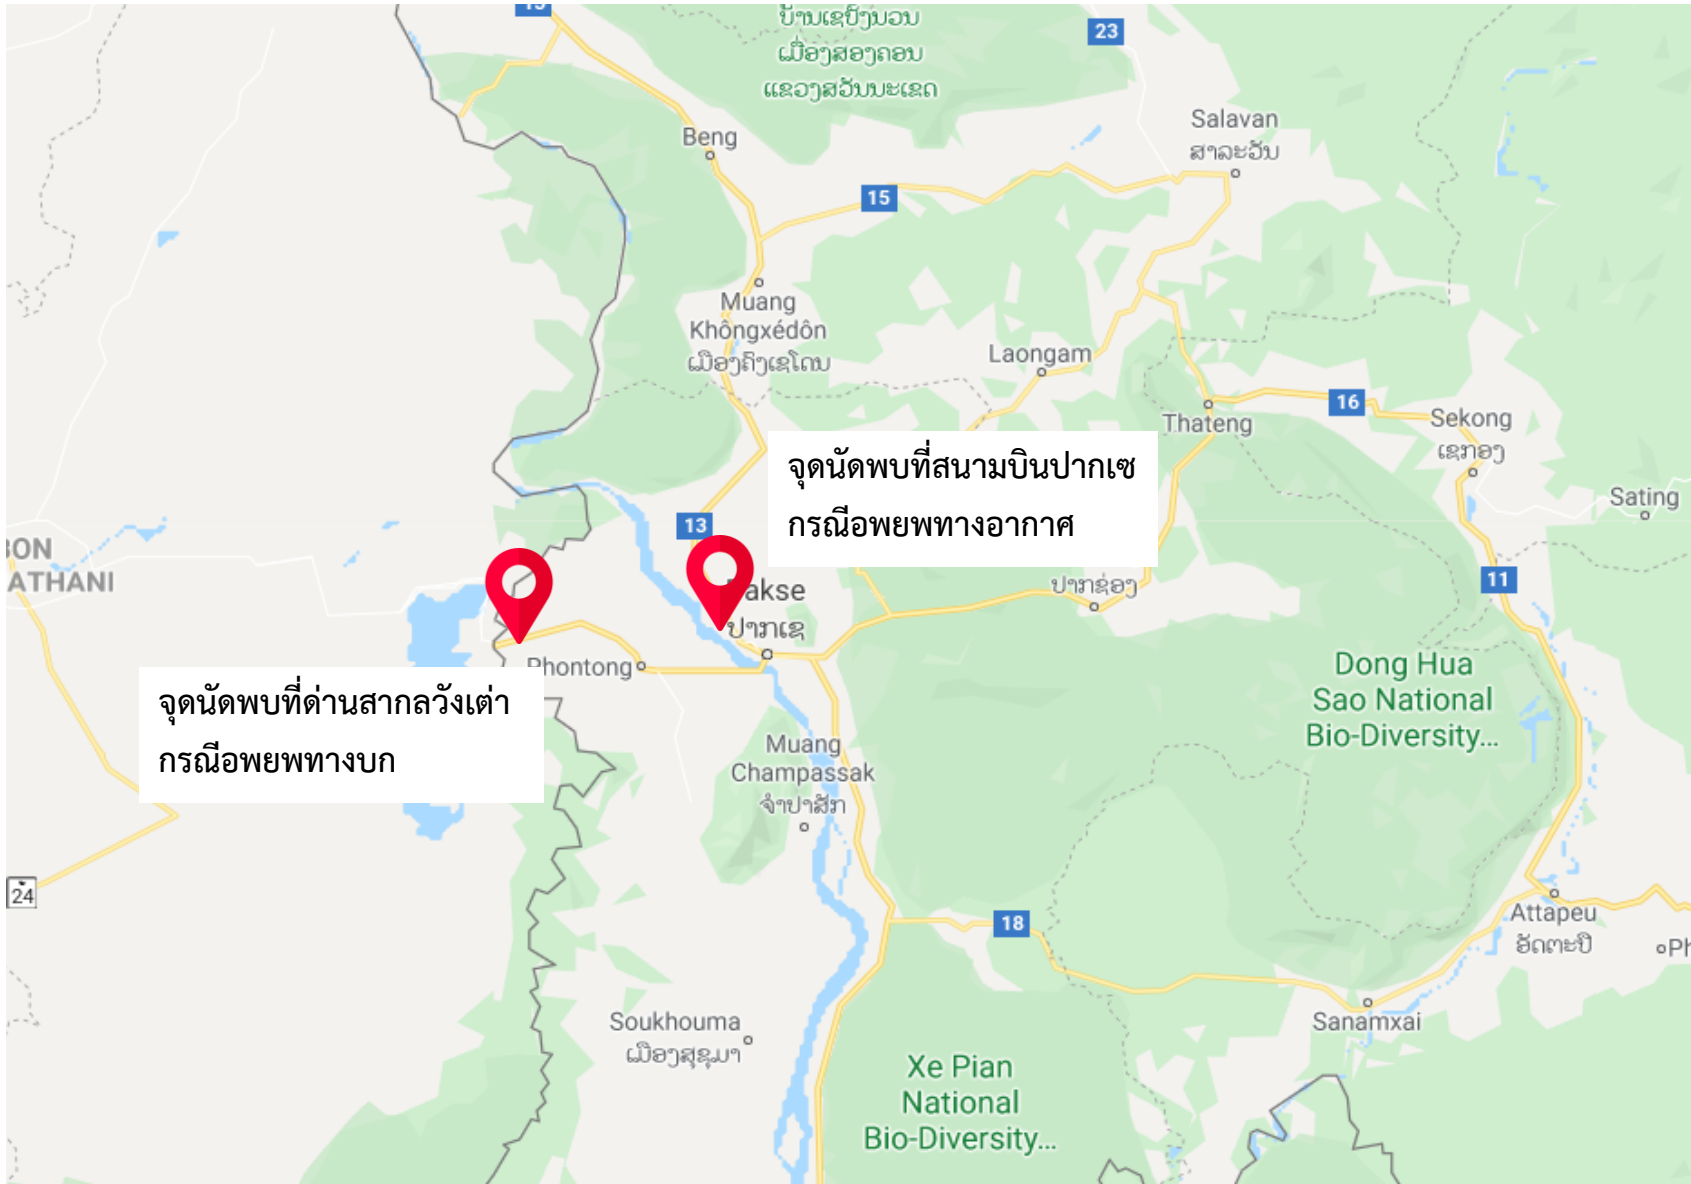 13
ບ້ານເຊບັ້ງນວນ
ເມືອງສອງຄອນ
ແຂວງສວັນນະເຂດ
23
Salavan
ສາລະວັນ
Beng
15
Muang
Khôngxédôn
ເມືອງຄົງເຊໂດນ
Laongam
Thateng
16
Sekong
ເຊກອງ
Sating
จุดนัดพบที่สนามบินปากเซ
กรณีอพยพทางอากาศ
13
BON
ATHANI
akse
ປາກເຊ
ປາກຊ່ອງ
11
Phontong
จุดนัดพบที่ด่านสากลวังเต่า
กรณีอพยพทางบก
Dong Hua
Sao National
Bio-Diversity...
Muang
Champassak
ຈຳປາສັກ
24
18
Attapeu
ອັດຕະປື
Ph
Sanamxai
Soukhouma
ເມືອງສຸຂຸມາ
Xe Pian
National
Bio-Diversity...